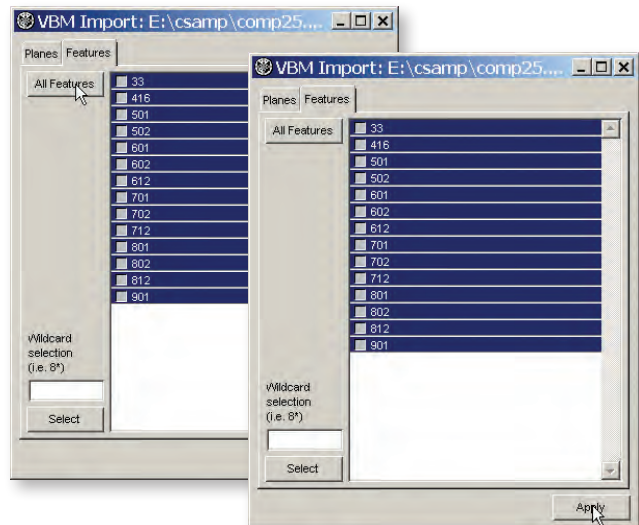 VBM Import: E:\csamp\comp25....
Planes Features
All Features
33
416
501
502
601
602
612
701
702
712
801
802
812
901
Wildcard
selection
(i.e. 8*)
Select
VBM Import: E:\csamp\comp25....
Planes Features
All Features
33
416
501
502
601
602
612
701
702
712
801
802
812
901
Wildcard
selection
(i.e. 8*)
Select
Apply